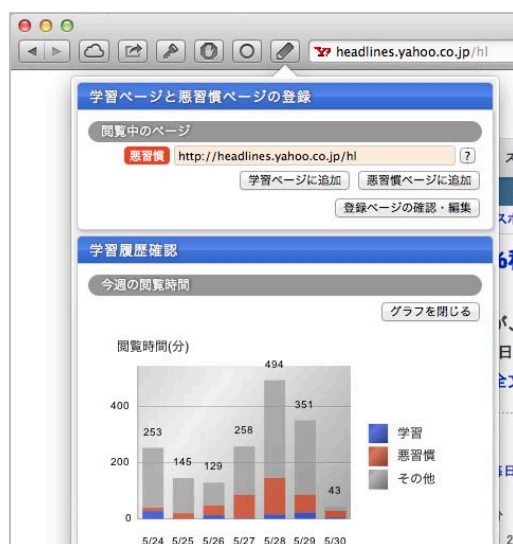 headlines.yahoo.co.jp/hl
学習ページと悪習慣ページの登録
閲覧中のページ
悪習慣 http://headlines.yahoo.co.jp/hl ?
学習ページに追加 悪習慣ページに追加
登録ページの確認・編集
学習履歴確認
今週の閲覧時間
グラフを閉じる
閲覧時間(分)
494
400
351
253
258
145
129
学習
悪習慣
200
その他
43
0
5/24 5/25 5/26 5/27 5/28 5/29 5/30